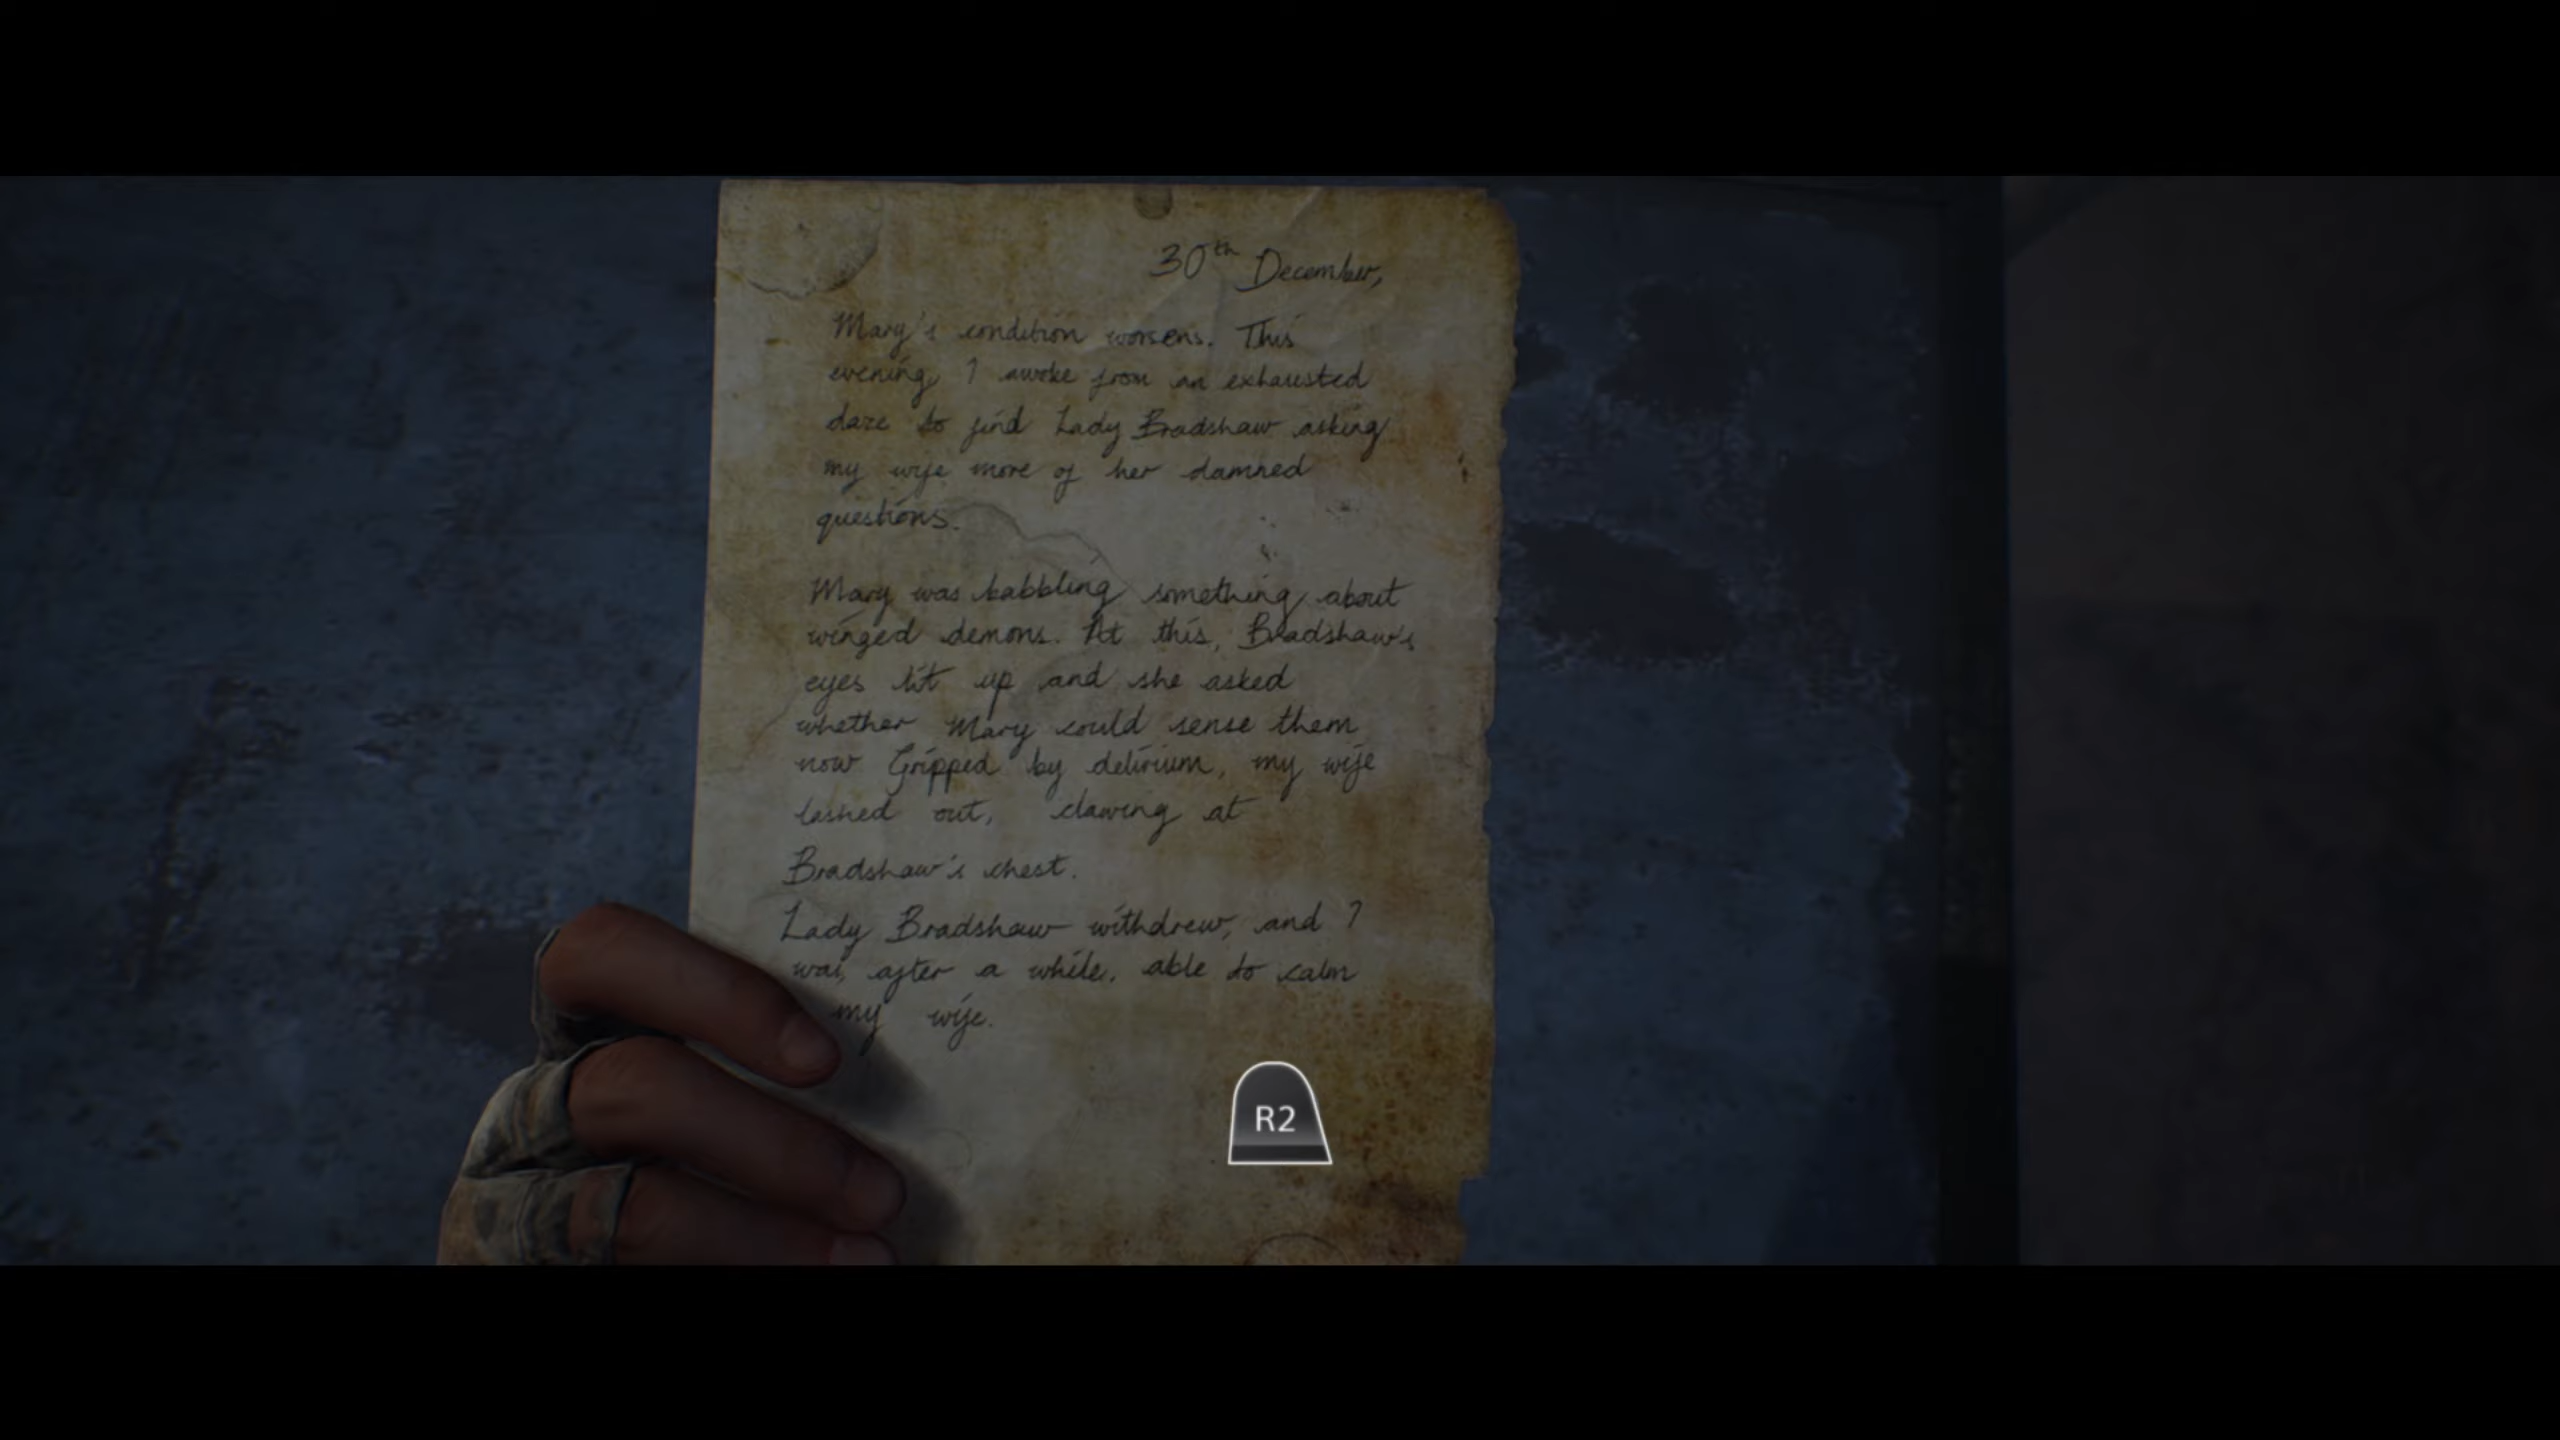 30th December,
Mary's condition worsens. This
evening I awoke from an exhausted
daze to find Lady Bradshaw asking
my wife more of her damned
questions.
Mary was babbling something about
winged demons. At this, Bradshaw's
eyes lit up and she asked
whether Mary could sense them
now Gripped by delirium, my wife
lashed out, clawing at
Bradshaw's chest.
Lady Bradshaw withdrew, and I
was, after a while, able to calm
my wife.
R2